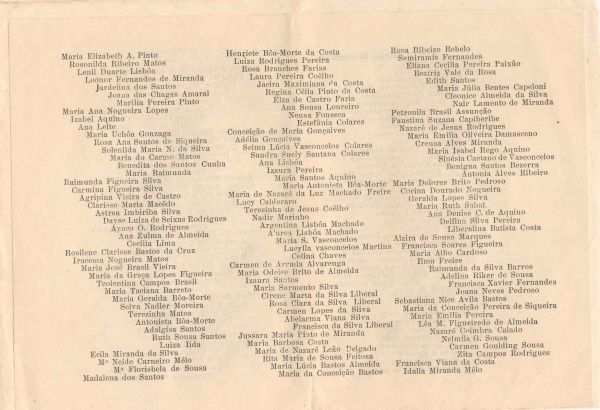 Maria Elizabeth A. Pinto
Rosonilda Ribeiro Matos
Lenil Duarte Lisbôa
Leonor Fernandes de Miranda
Jardelina dos Santos
Joana das Chagas Amaral
Marília Pereira Pinto
Maria Ana Nogueira Lopes
Izabel Aquino
Ana Leite
Maria Uchôa Gonzaga
Rosa Ana Santos de Siqueira
Solenilda Maria N. da Silva
Maria do Carmo Matos
Benedita dos Santos Cunha
Maria Raimunda
Raimunda Figueira Silva
Carmina Figueira Silva
Agripina Vieira de Castro
Clarisse Maria Macêdo
Astrea Imbiriba Silva
Dayse Luiza de Seixas Rodrigues
Ayaco O. Rodrigues
Ana Zulma de Almeida
Cecilia Lima
Rosilene Clarisse Bastos da Cruz
Iracema Nogueira Matos
Maria José Brasil Vieira
Maria da Graça Lopes Figueira
Teolentina Campos Brasil
Maria Taciana Barreto
Maria Geralda Bôa-Morte
Selva Nadler Moreira
Terezinha Matos
Antonieta Bôa-Morte
Adalgisa Santos
Ruth Sousa Santos
Luiza Iida
Ecila Miranda da Silva
Mª Neide Carneiro Mélo
Mª Florisbela de Sousa
Madalena dos Santos
Henriete Bôa-Morte da Costa
Luiza Rodrigues Pereira
Rosa Branches Farias
Laura Pereira Coêlho
Jacira Maximiana da Costa
Regina Célia Pinto da Costa
Elza de Castro Faria
Ana Sousa Loureiro
Neusa Fonseca
Estefânia Colares
Conceição de Maria Gonçalves
Adélia Gonçalves
Selma Lúcia Vasconcelos Colares
Sandra Suely Santana Colares
Ana Lisbôa
Izaura Pereira
Maria Santos Aquino
Maria Antonieta Bôa-Morte
Maria de Nazaré da Luz Machado Freire
Lucy Calderaro
Teresinha de Jesus Coêlho
Nadir Marinho
Argentina Lisbôa Machado
A'urea Lisbôa Machado
Maria S. Vasconcelos
Lucylla vasconcelos Martins
Celina Chaves
Carmen de Arruda Alvarenga
Maria Odeise Brito de Almeida
Izaura Santos
Maria Sarmento Silva
Cirene Marta da Silva Liberal
Rosa Clara da Silva Liberal
Carmen Lopes da Silva
Abelarma Viana Silva
Francisca da Silva Liberal
Jussara Maria Pinto de Miranda
Maria Barbosa Costa
Maria de Nazaré Leão Delgado
Rita Maria de Sousa Feitosa
Maria Lúcia Bastos Almeida
Maria da Conceição Bastos
Rosa Ribeiro Rebelo
Semiramis Fernandes
Eliana Cecilia Pereira Paixão
Beatriz Vale da Rosa
Edith Santos
Maria Júlia Bentes Capeloni
Cleonice Almeida da Silva
Nair Lamento de Miranda
Petronila Brasil Assunção
Faustina Suzana Capiberibe
Nazaré de Jesus Rodrigues
Maria Emilia Oliveira Damasceno
Creusa Alves Miranda
Maria Isabel Rego Aquino
Sinésia Caetano de Vasconcelos
Benigna Santos Bezerra
Antonia Alves Ribeiro
Maria Dolores Brito Pedroso
Corina Dourado Nogueira
Geralda Lopes Silva
Maria Ruth Sabat
Ana Denise C. de Aquino
Delfina Silva Pereira
Liberalina Batista Costa
Alzira de Sousa Marques
Francisca Soares Figueira
Maria Alho Cardoso
Ilma Freire
Raimunda da Silva Barros
Adelina Riker de Sousa
Francisca Xavier Fernandes
Joana Neves Pedroso
Sebastiana Nice Avila Bastos
Maria da Conceição Pereira de Siqueira
Maria Emilia Pereira
Lêa M. Figueiredo de Almeida
Nazaré Coimbra Calado
Nelmila G. Sousa
Carmen Goulding Sousa
Zita Campos Rodrigues
Francisca Viana da Costa
Idalia Miranda Mélo